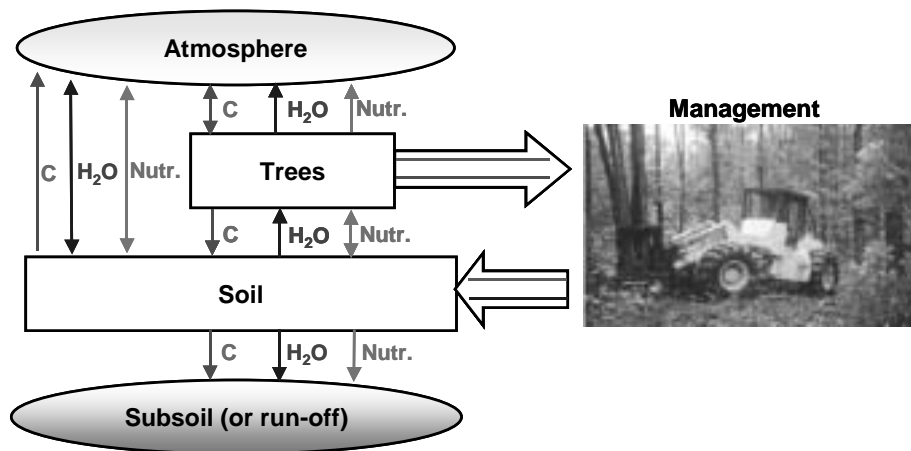 Atmosphere
C
H₂O
Nutr.
Management
Trees
C
H₂O
Nutr.
C
H₂O
Nutr.
Soil
C
H₂O
Nutr.
Subsoil (or run-off)